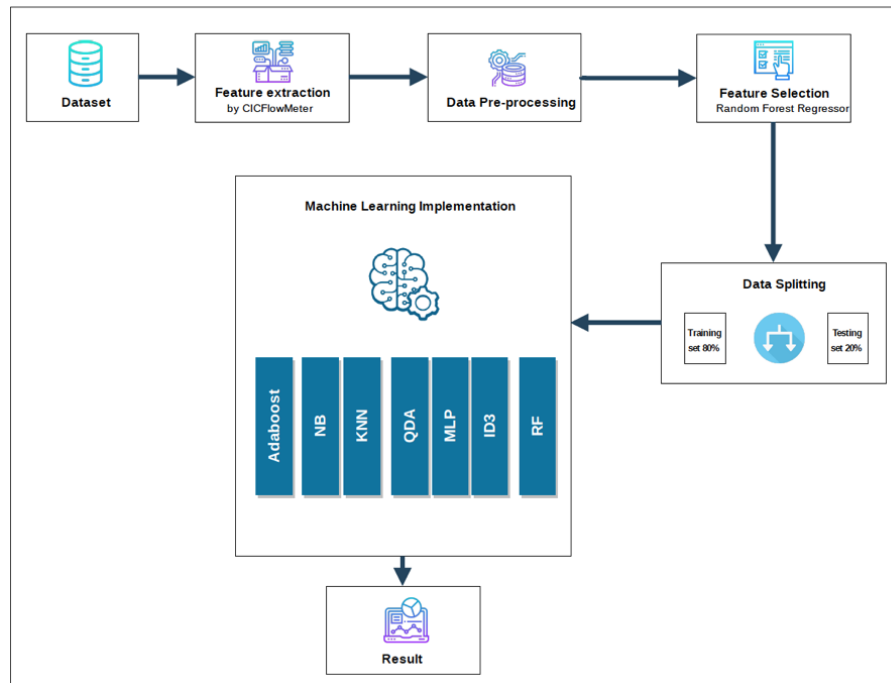 Dataset
Feature extraction
by CICFlowMeter
Data Pre-processing
Feature Selection
Random Forest Regressor
Data Splitting
Training
set 80%
Testing
set 20%
Machine Learning Implementation
Adaboost
NB
KNN
QDA
MLP
ID3
RF
Result